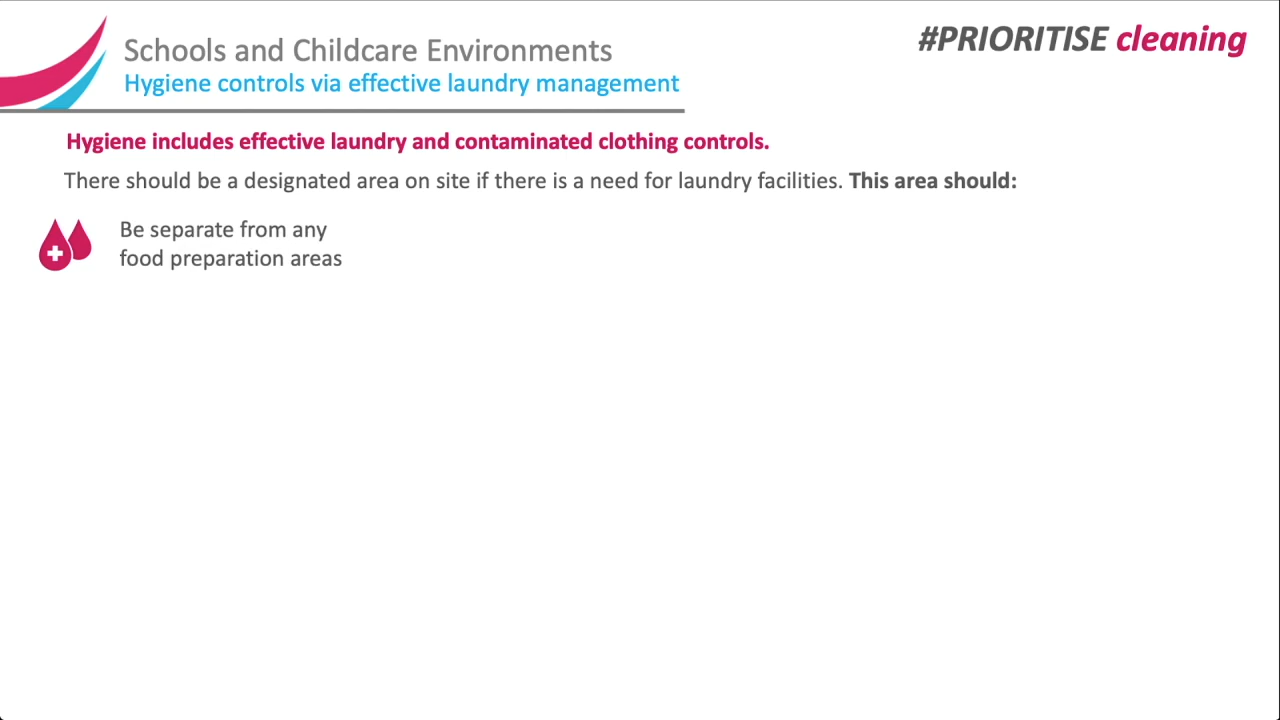 Schools and Childcare Environments
#PRIORITISE cleaning
Hygiene controls via effective laundry management
Hygiene includes effective laundry and contaminated clothing controls.
There should be a designated area on site if there is a need for laundry facilities. This area should:
Be separate from any
food preparation areas